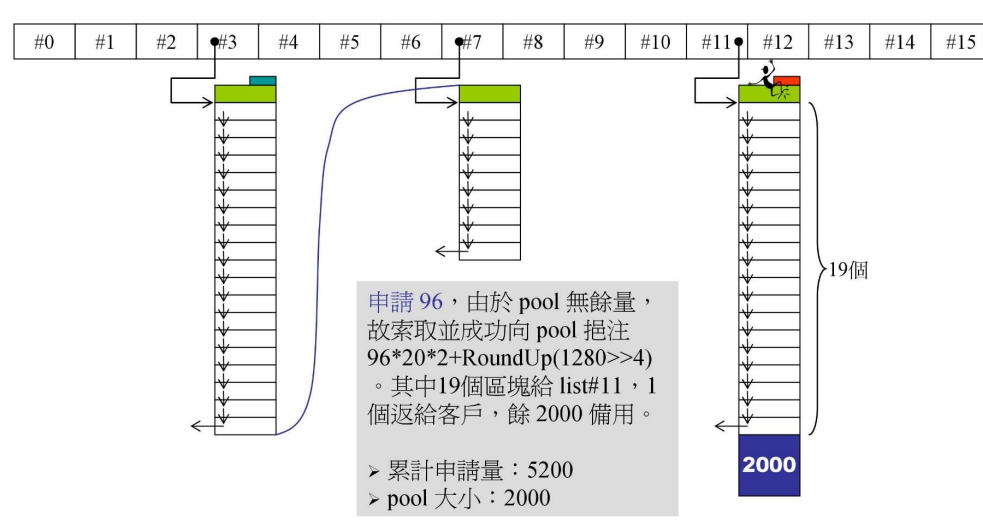 #0 #1 #2 #3 #4 #5 #6 #7 #8 #9 #10 #11 #12 #13 #14 #15
19個
申請 96，由於 pool 無餘量，
故索取並成功向 pool 挹注
96*20*2+RoundUp(1280>>4)
。其中19個區塊給 list#11，1
個返給客戶，餘 2000 備用。
➢ 累計申請量：5200
➢ pool 大小：2000
2000